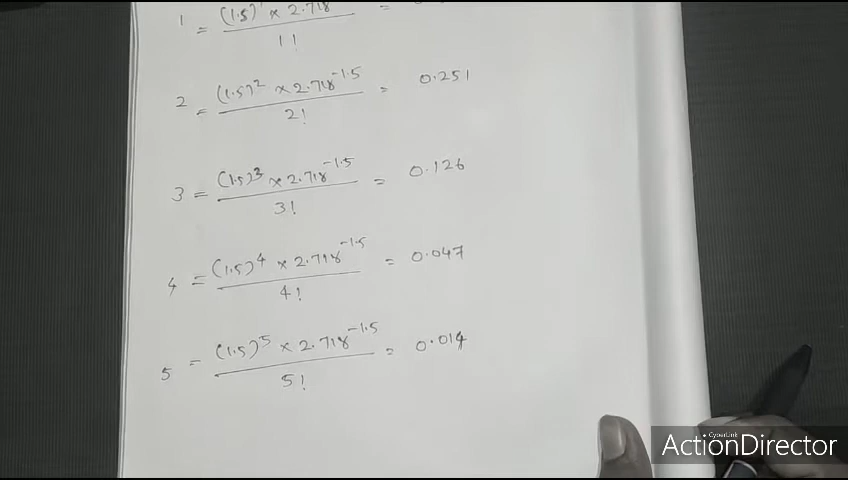 1 = (1.5)¹ × 2.718 / 1! =
2 = (1.5)² × 2.718^-1.5 / 2! = 0.251
3 = (1.5)³ × 2.718^-1.5 / 3! = 0.126
4 = (1.5)⁴ × 2.718^-1.5 / 4! = 0.047
5 = (1.5)⁵ × 2.718^-1.5 / 5! = 0.014
CyberLink
ActionDirector